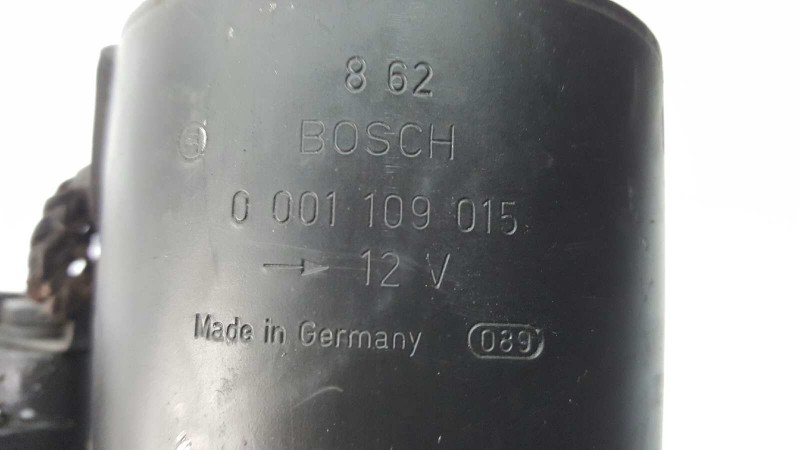 8 62
BOSCH
0 001 109 015
→ 12 V
Made in Germany 089